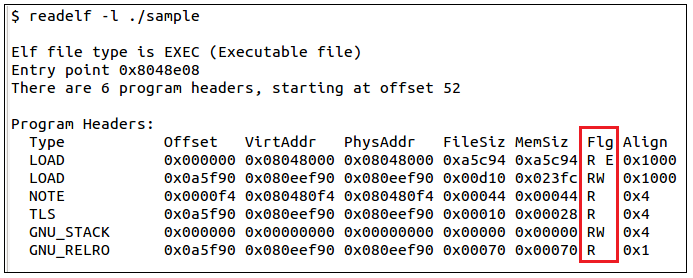 $ readelf -l ./sample
Elf file type is EXEC (Executable file)
Entry point 0x8048e08
There are 6 program headers, starting at offset 52
Program Headers:
Type Offset VirtAddr PhysAddr FileSiz MemSiz Flg Align
LOAD 0x000000 0x08048000 0x08048000 0xa5c94 0xa5c94 R E 0x1000
LOAD 0x0a5f90 0x080eef90 0x080eef90 0x00d10 0x023fc RW 0x1000
NOTE 0x0000f4 0x080480f4 0x080480f4 0x00044 0x00044 R 0x4
TLS 0x0a5f90 0x080eef90 0x080eef90 0x00010 0x00028 R 0x4
GNU_STACK 0x000000 0x00000000 0x00000000 0x00000 0x00000 RW 0x4
GNU_RELRO 0x0a5f90 0x080eef90 0x080eef90 0x00070 0x00070 R 0x1